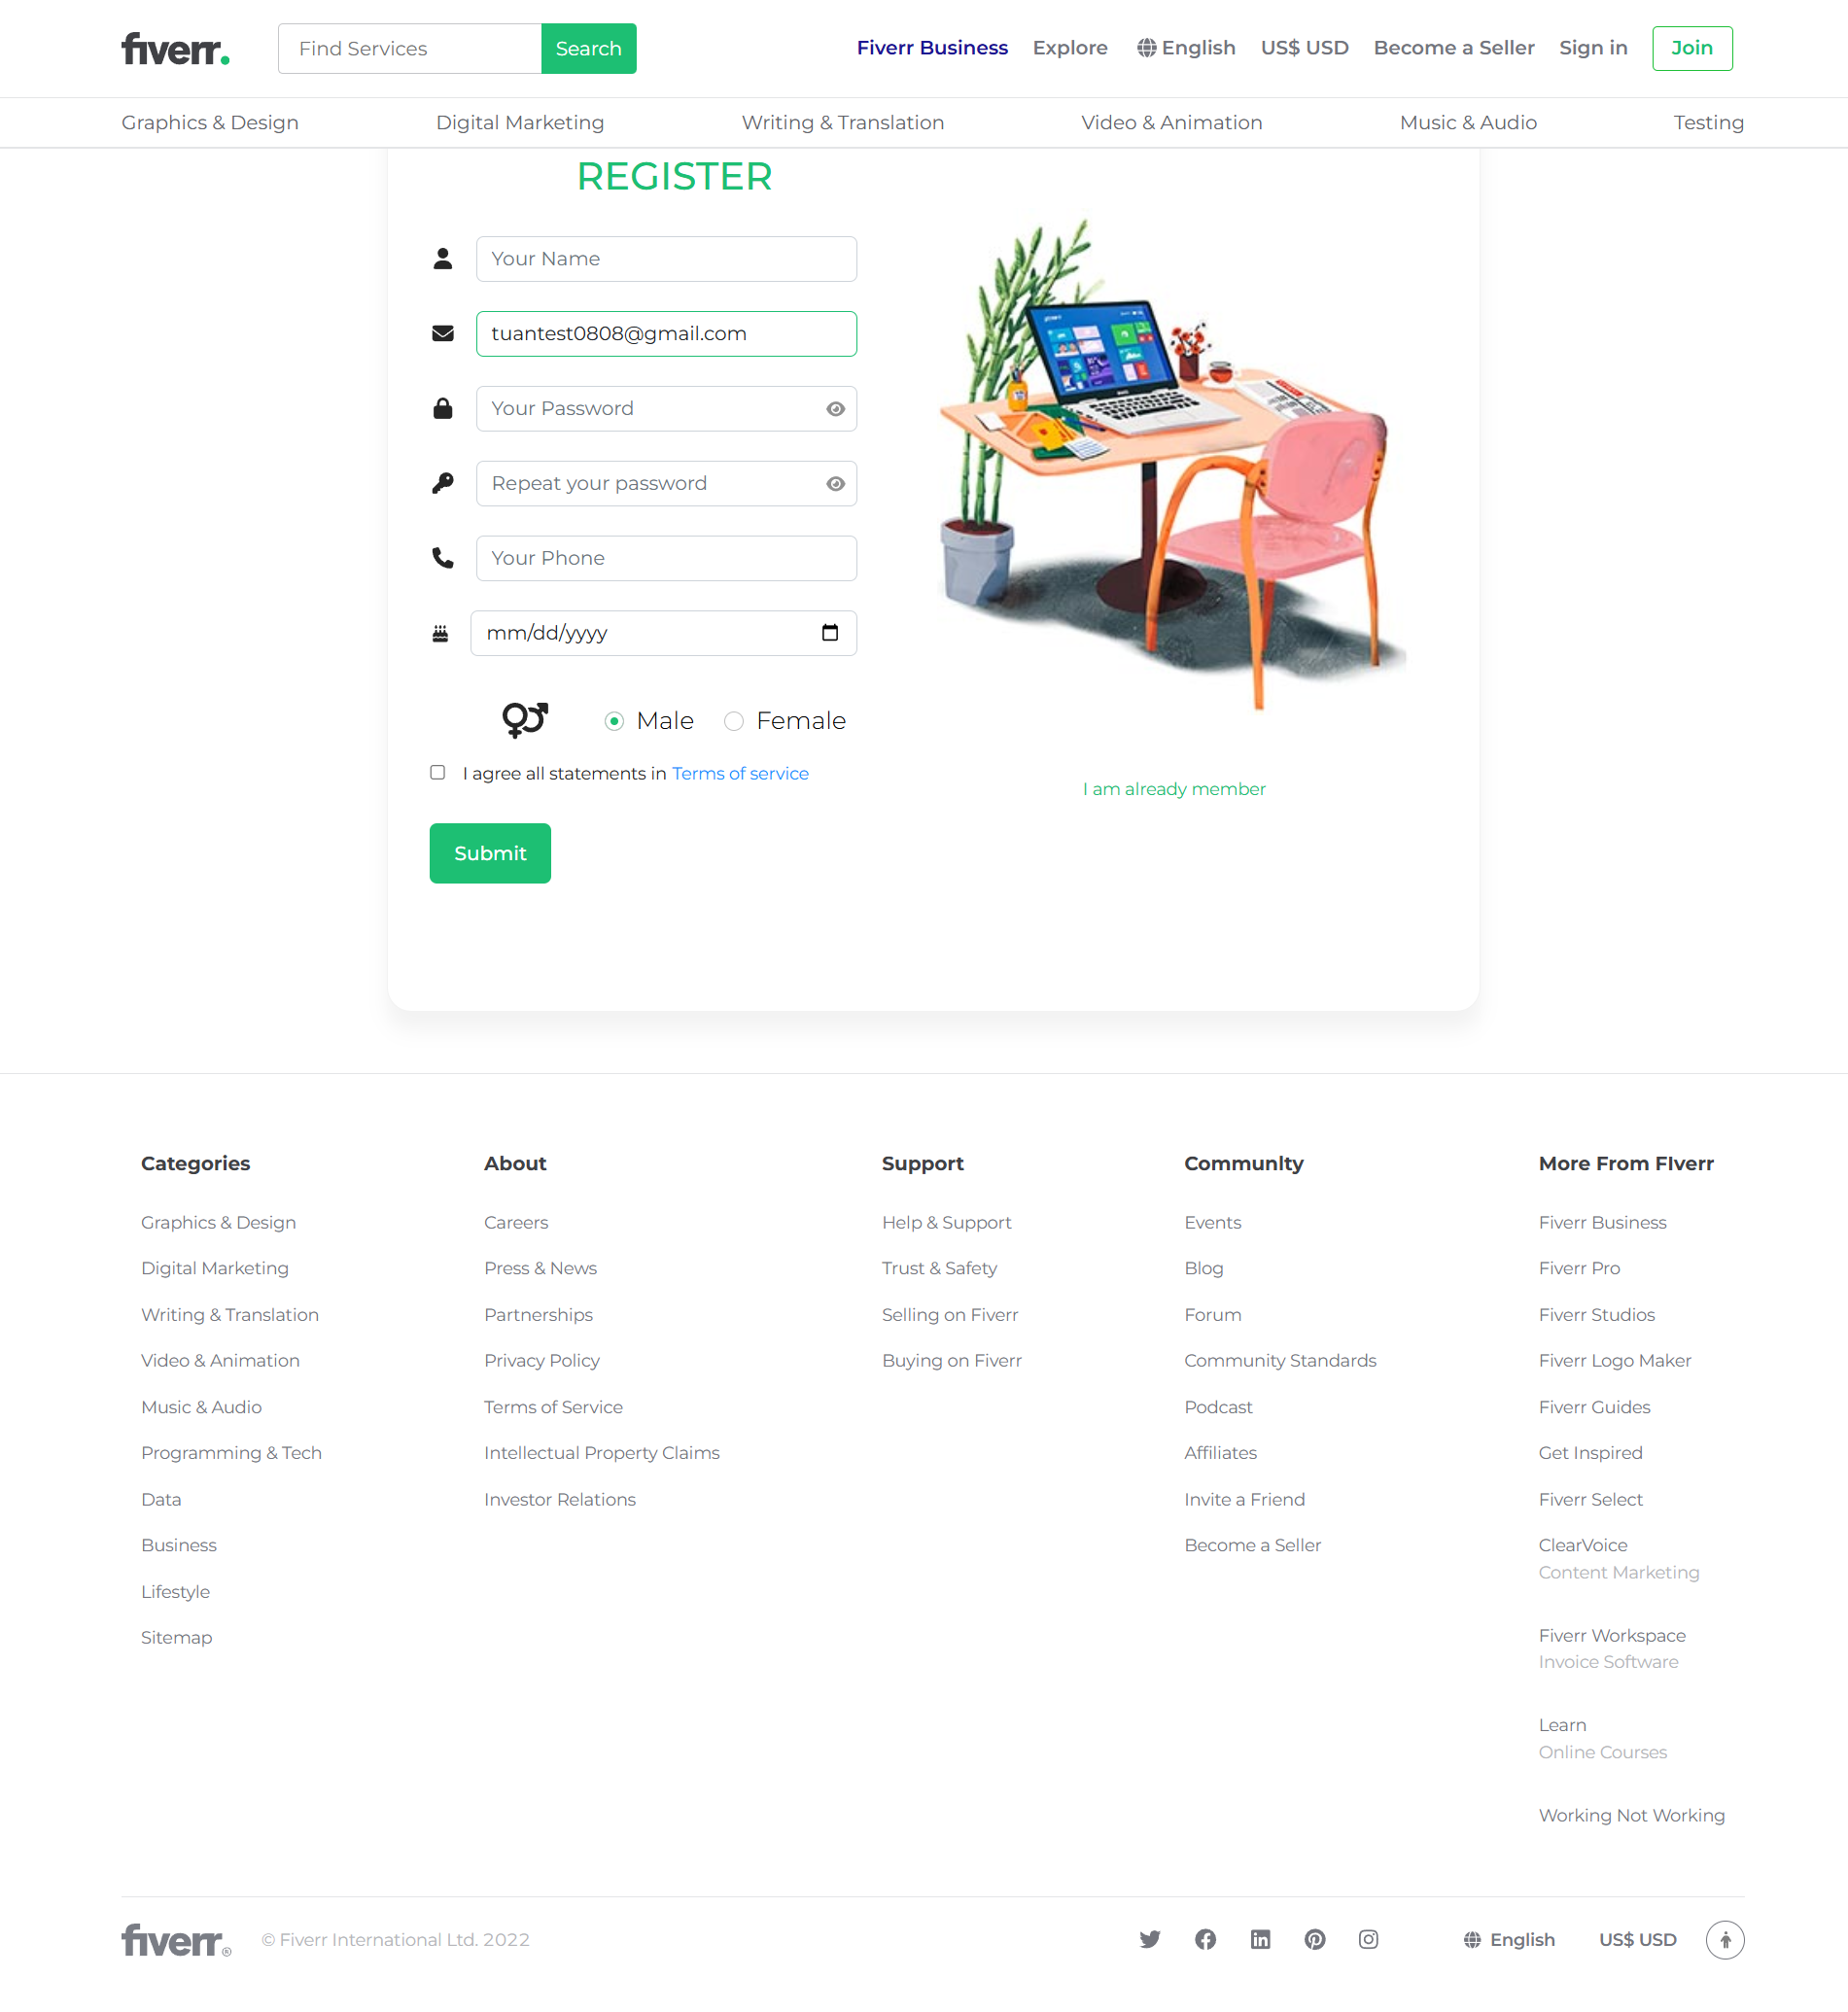 fiverr.
Find Services
Search
Fiverr Business
Explore
English
US$ USD
Become a Seller
Sign in
Join
Graphics & Design
Digital Marketing
Writing & Translation
Video & Animation
Music & Audio
Testing
REGISTER
Your Name
tuantest0808@gmail.com
Your Password
Repeat your password
Your Phone
mm/dd/yyyy
Male
Female
I agree all statements in Terms of service
Submit
I am already member
Categories
Graphics & Design
Digital Marketing
Writing & Translation
Video & Animation
Music & Audio
Programming & Tech
Data
Business
Lifestyle
Sitemap
About
Careers
Press & News
Partnerships
Privacy Policy
Terms of Service
Intellectual Property Claims
Investor Relations
Support
Help & Support
Trust & Safety
Selling on Fiverr
Buying on Fiverr
CommunIty
Events
Blog
Forum
Community Standards
Podcast
Affiliates
Invite a Friend
Become a Seller
More From FIverr
Fiverr Business
Fiverr Pro
Fiverr Studios
Fiverr Logo Maker
Fiverr Guides
Get Inspired
Fiverr Select
ClearVoice
Content Marketing
Fiverr Workspace
Invoice Software
Learn
Online Courses
Working Not Working
fiverr®
© Fiverr International Ltd. 2022
English
US$ USD